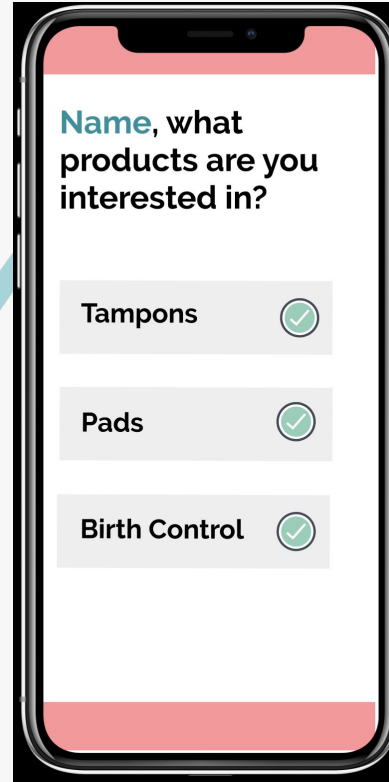 Name, what
products are you
interested in?
Tampons
Pads
Birth Control